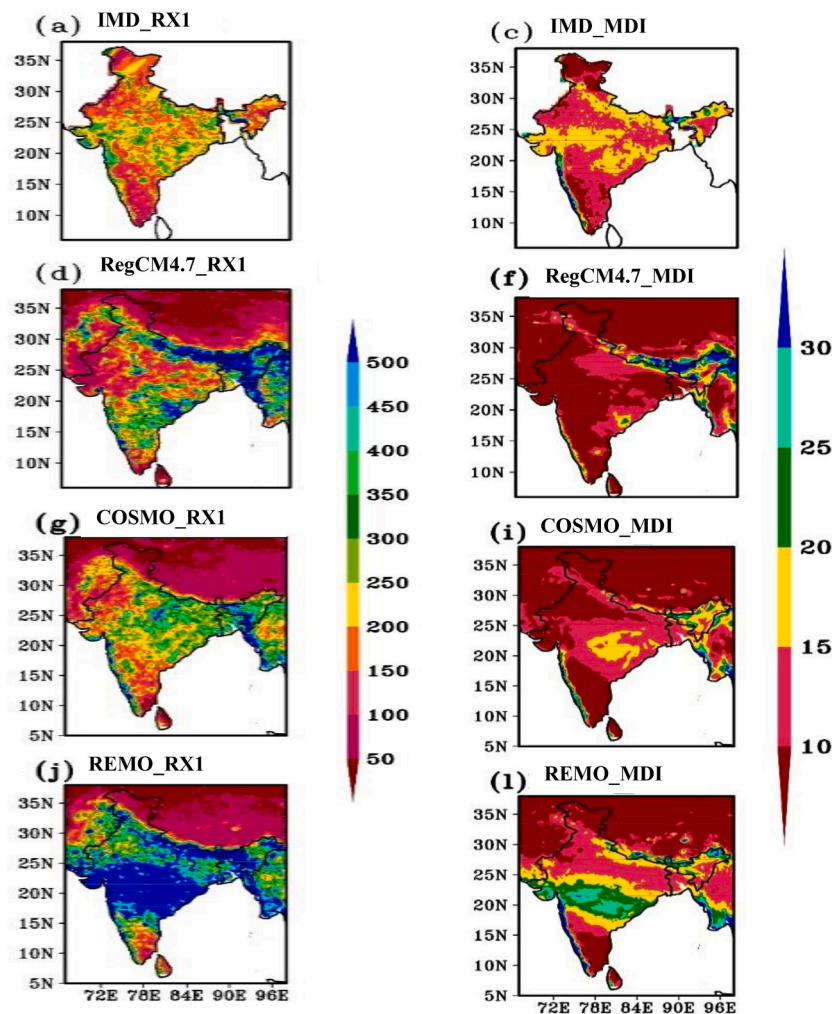 (a) IMD_RX1
35N
30N
25N
20N
15N
10N
(c) IMD_MDI
35N
30N
25N
20N
15N
10N
(d) RegCM4.7_RX1
35N
30N
25N
20N
15N
10N
(f) RegCM4.7_MDI
35N
30N
25N
20N
15N
10N
(g) COSMO_RX1
35N
30N
25N
20N
15N
10N
5N
(i) COSMO_MDI
35N
30N
25N
20N
15N
10N
5N
(j) REMO_RX1
35N
30N
25N
20N
15N
10N
5N
72E 78E 84E 90E 96E
(l) REMO_MDI
35N
30N
25N
20N
15N
10N
5N
72E 78E 84E 90E 96E
500
450
400
350
300
250
200
150
100
50
30
25
20
15
10